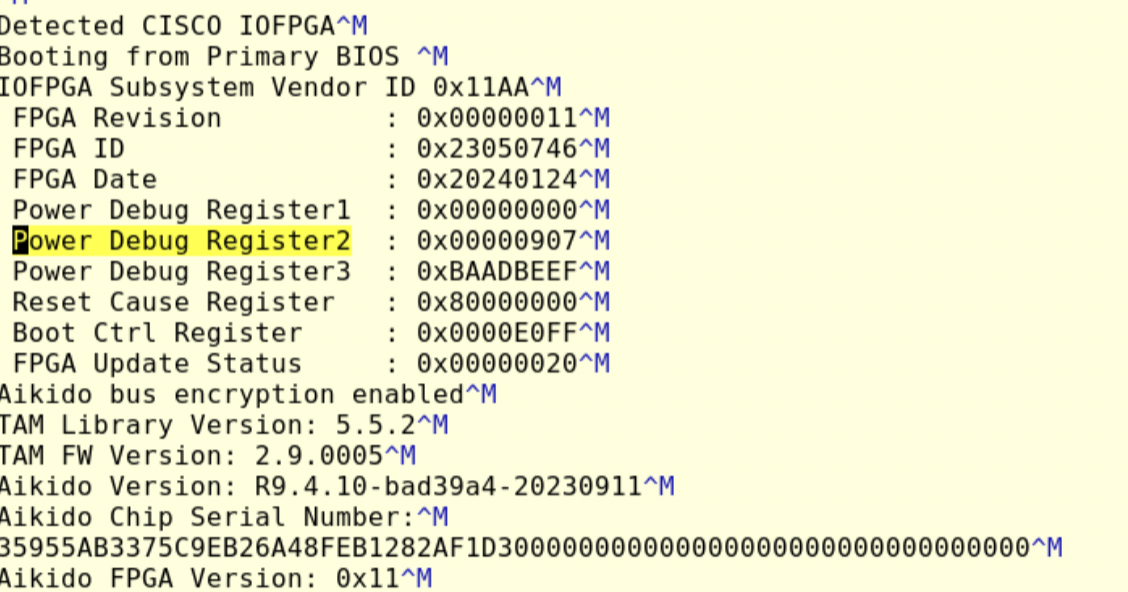 ^M
Detected CISCO IOFPGA^M
Booting from Primary BIOS ^M
IOFPGA Subsystem Vendor ID 0x11AA^M
FPGA Revision : 0x00000011^M
FPGA ID : 0x23050746^M
FPGA Date : 0x20240124^M
Power Debug Register1 : 0x00000000^M
Power Debug Register2 : 0x00000907^M
Power Debug Register3 : 0xBAADBEEF^M
Reset Cause Register : 0x80000000^M
Boot Ctrl Register : 0x0000E0FF^M
FPGA Update Status : 0x00000020^M
Aikido bus encryption enabled^M
TAM Library Version: 5.5.2^M
TAM FW Version: 2.9.0005^M
Aikido Version: R9.4.10-bad39a4-20230911^M
Aikido Chip Serial Number:^M
35955AB3375C9EB26A48FEB1282AF1D300000000000000000000000000000000^M
Aikido FPGA Version: 0x11^M